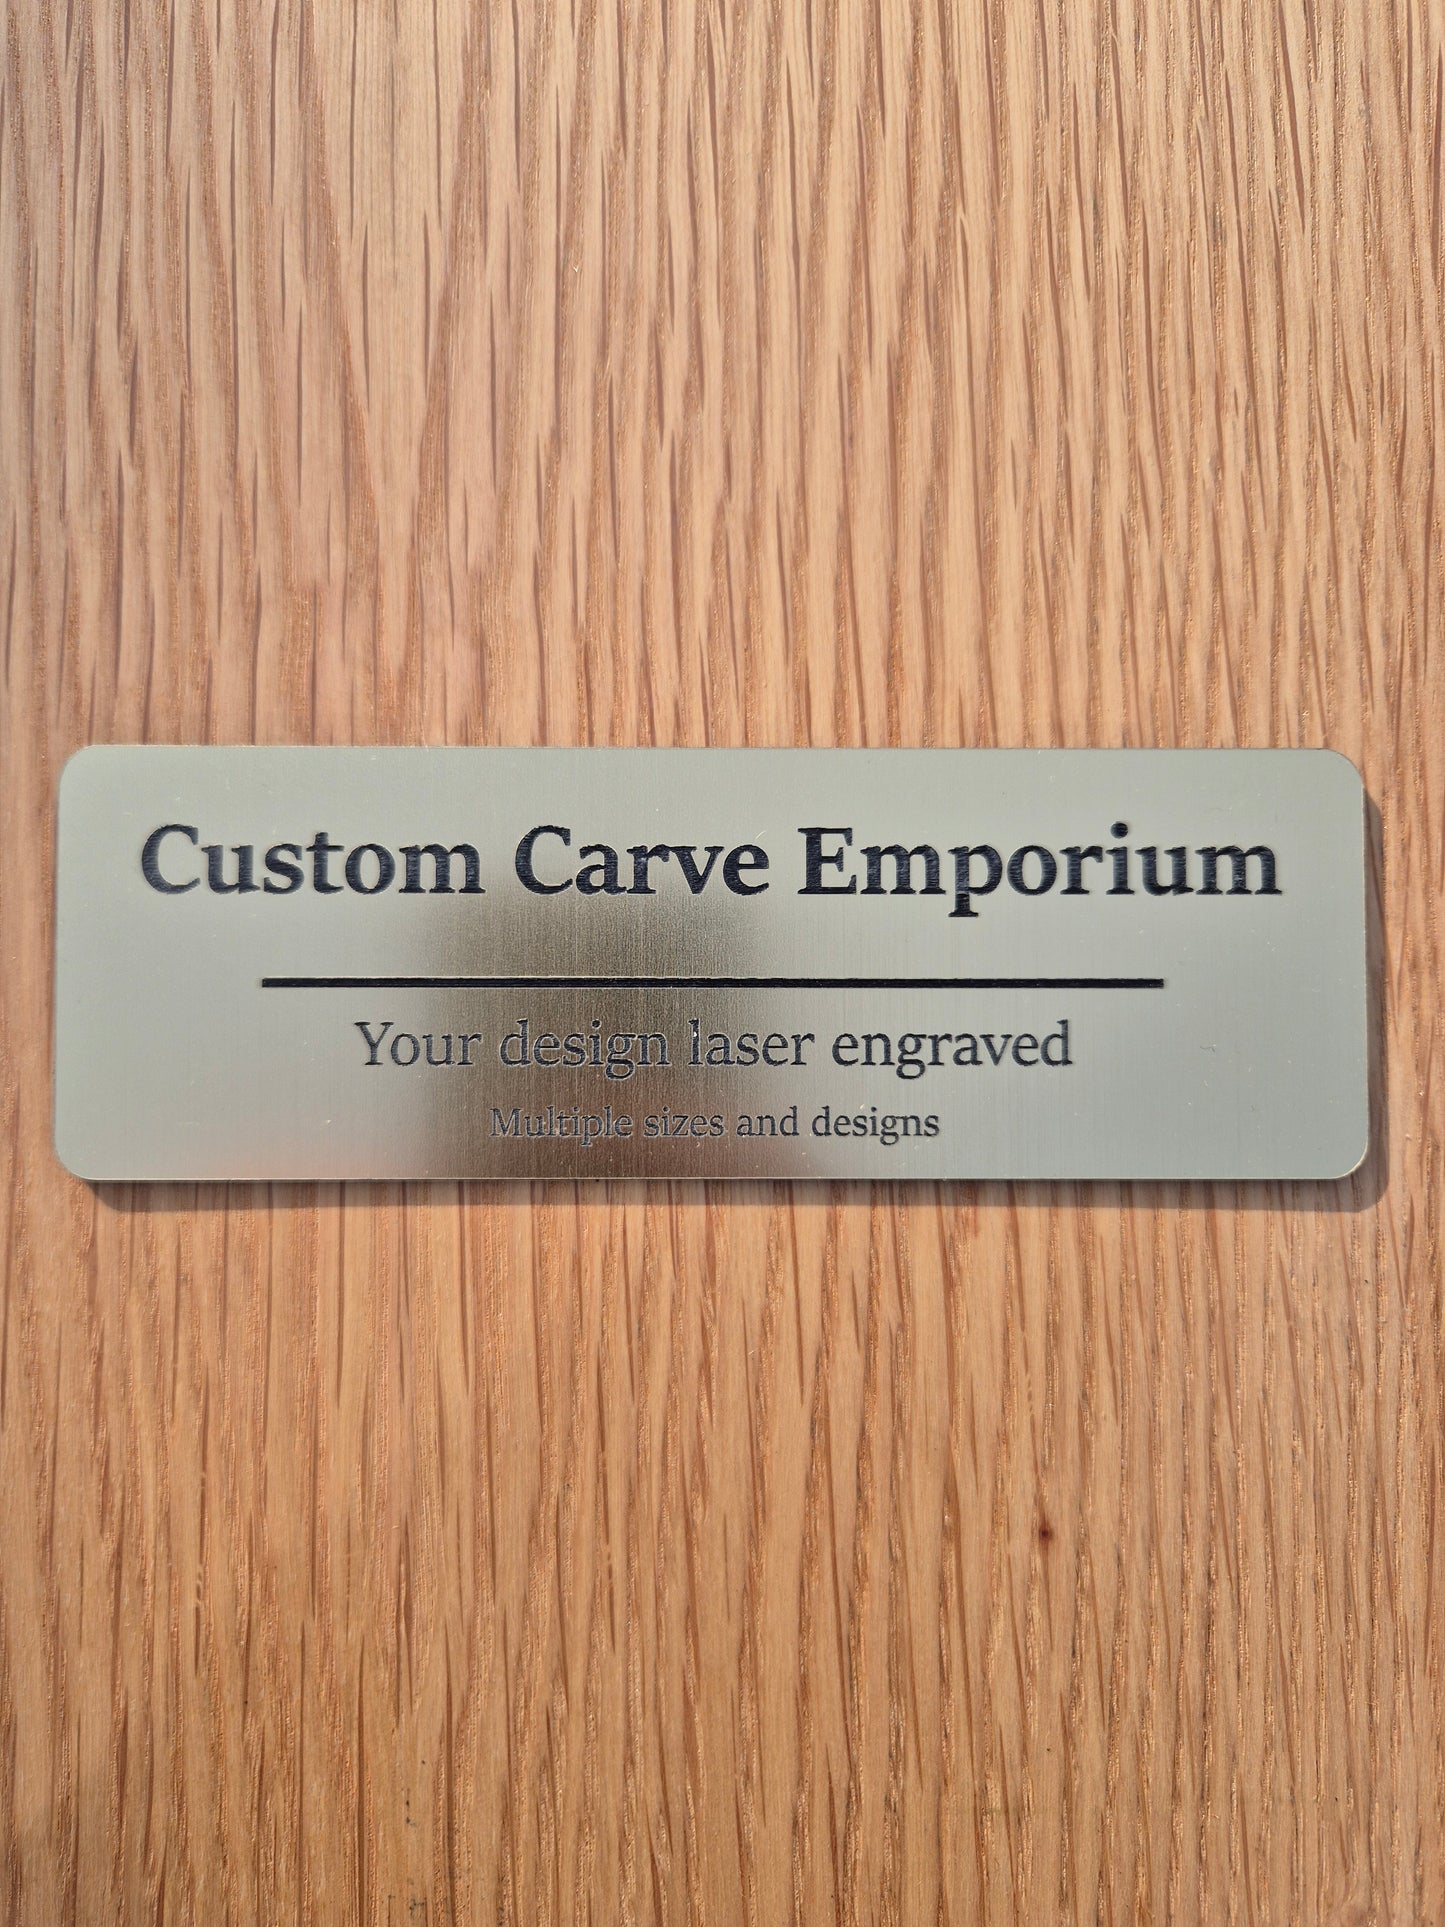 Custom Carve Emporium
Your design laser engraved
Multiple sizes and designs